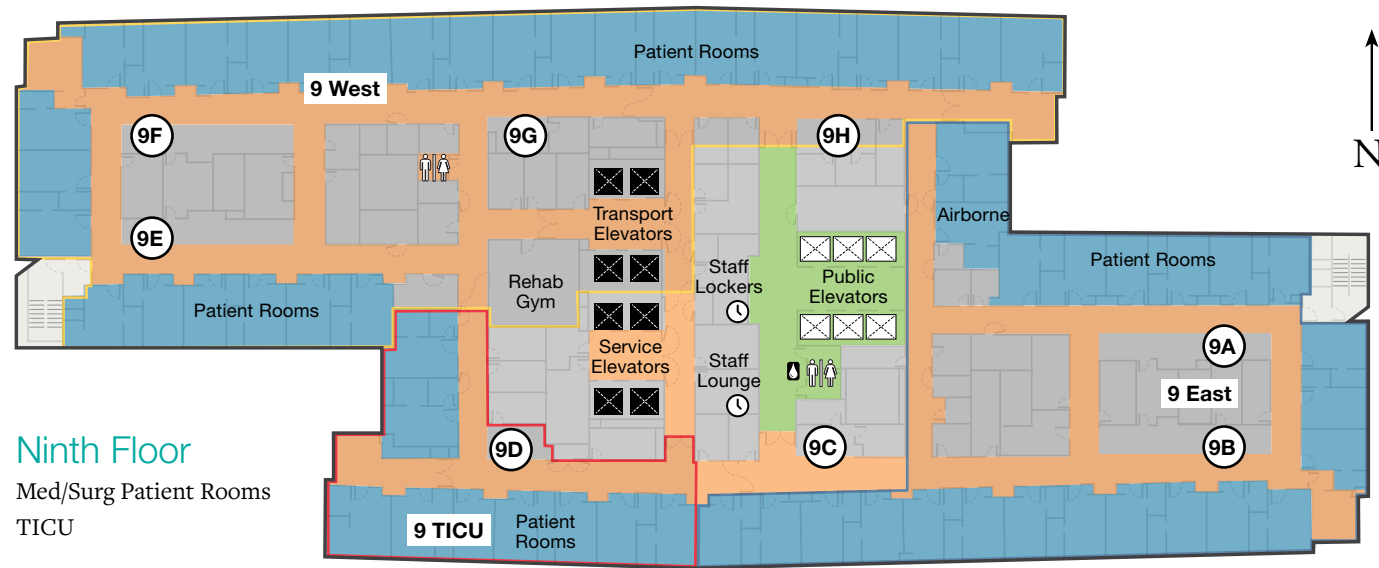 Patient Rooms
9 West
N
9F
9G
9H
9E
Transport
Elevators
Airborne
Patient Rooms
Rehab
Gym
Staff
Lockers
Public
Elevators
Patient Rooms
Service
Elevators
Staff
Lounge
9A
9 East
9D
9C
9B
Ninth Floor
Med/Surg Patient Rooms
TICU
9 TICU
Patient
Rooms